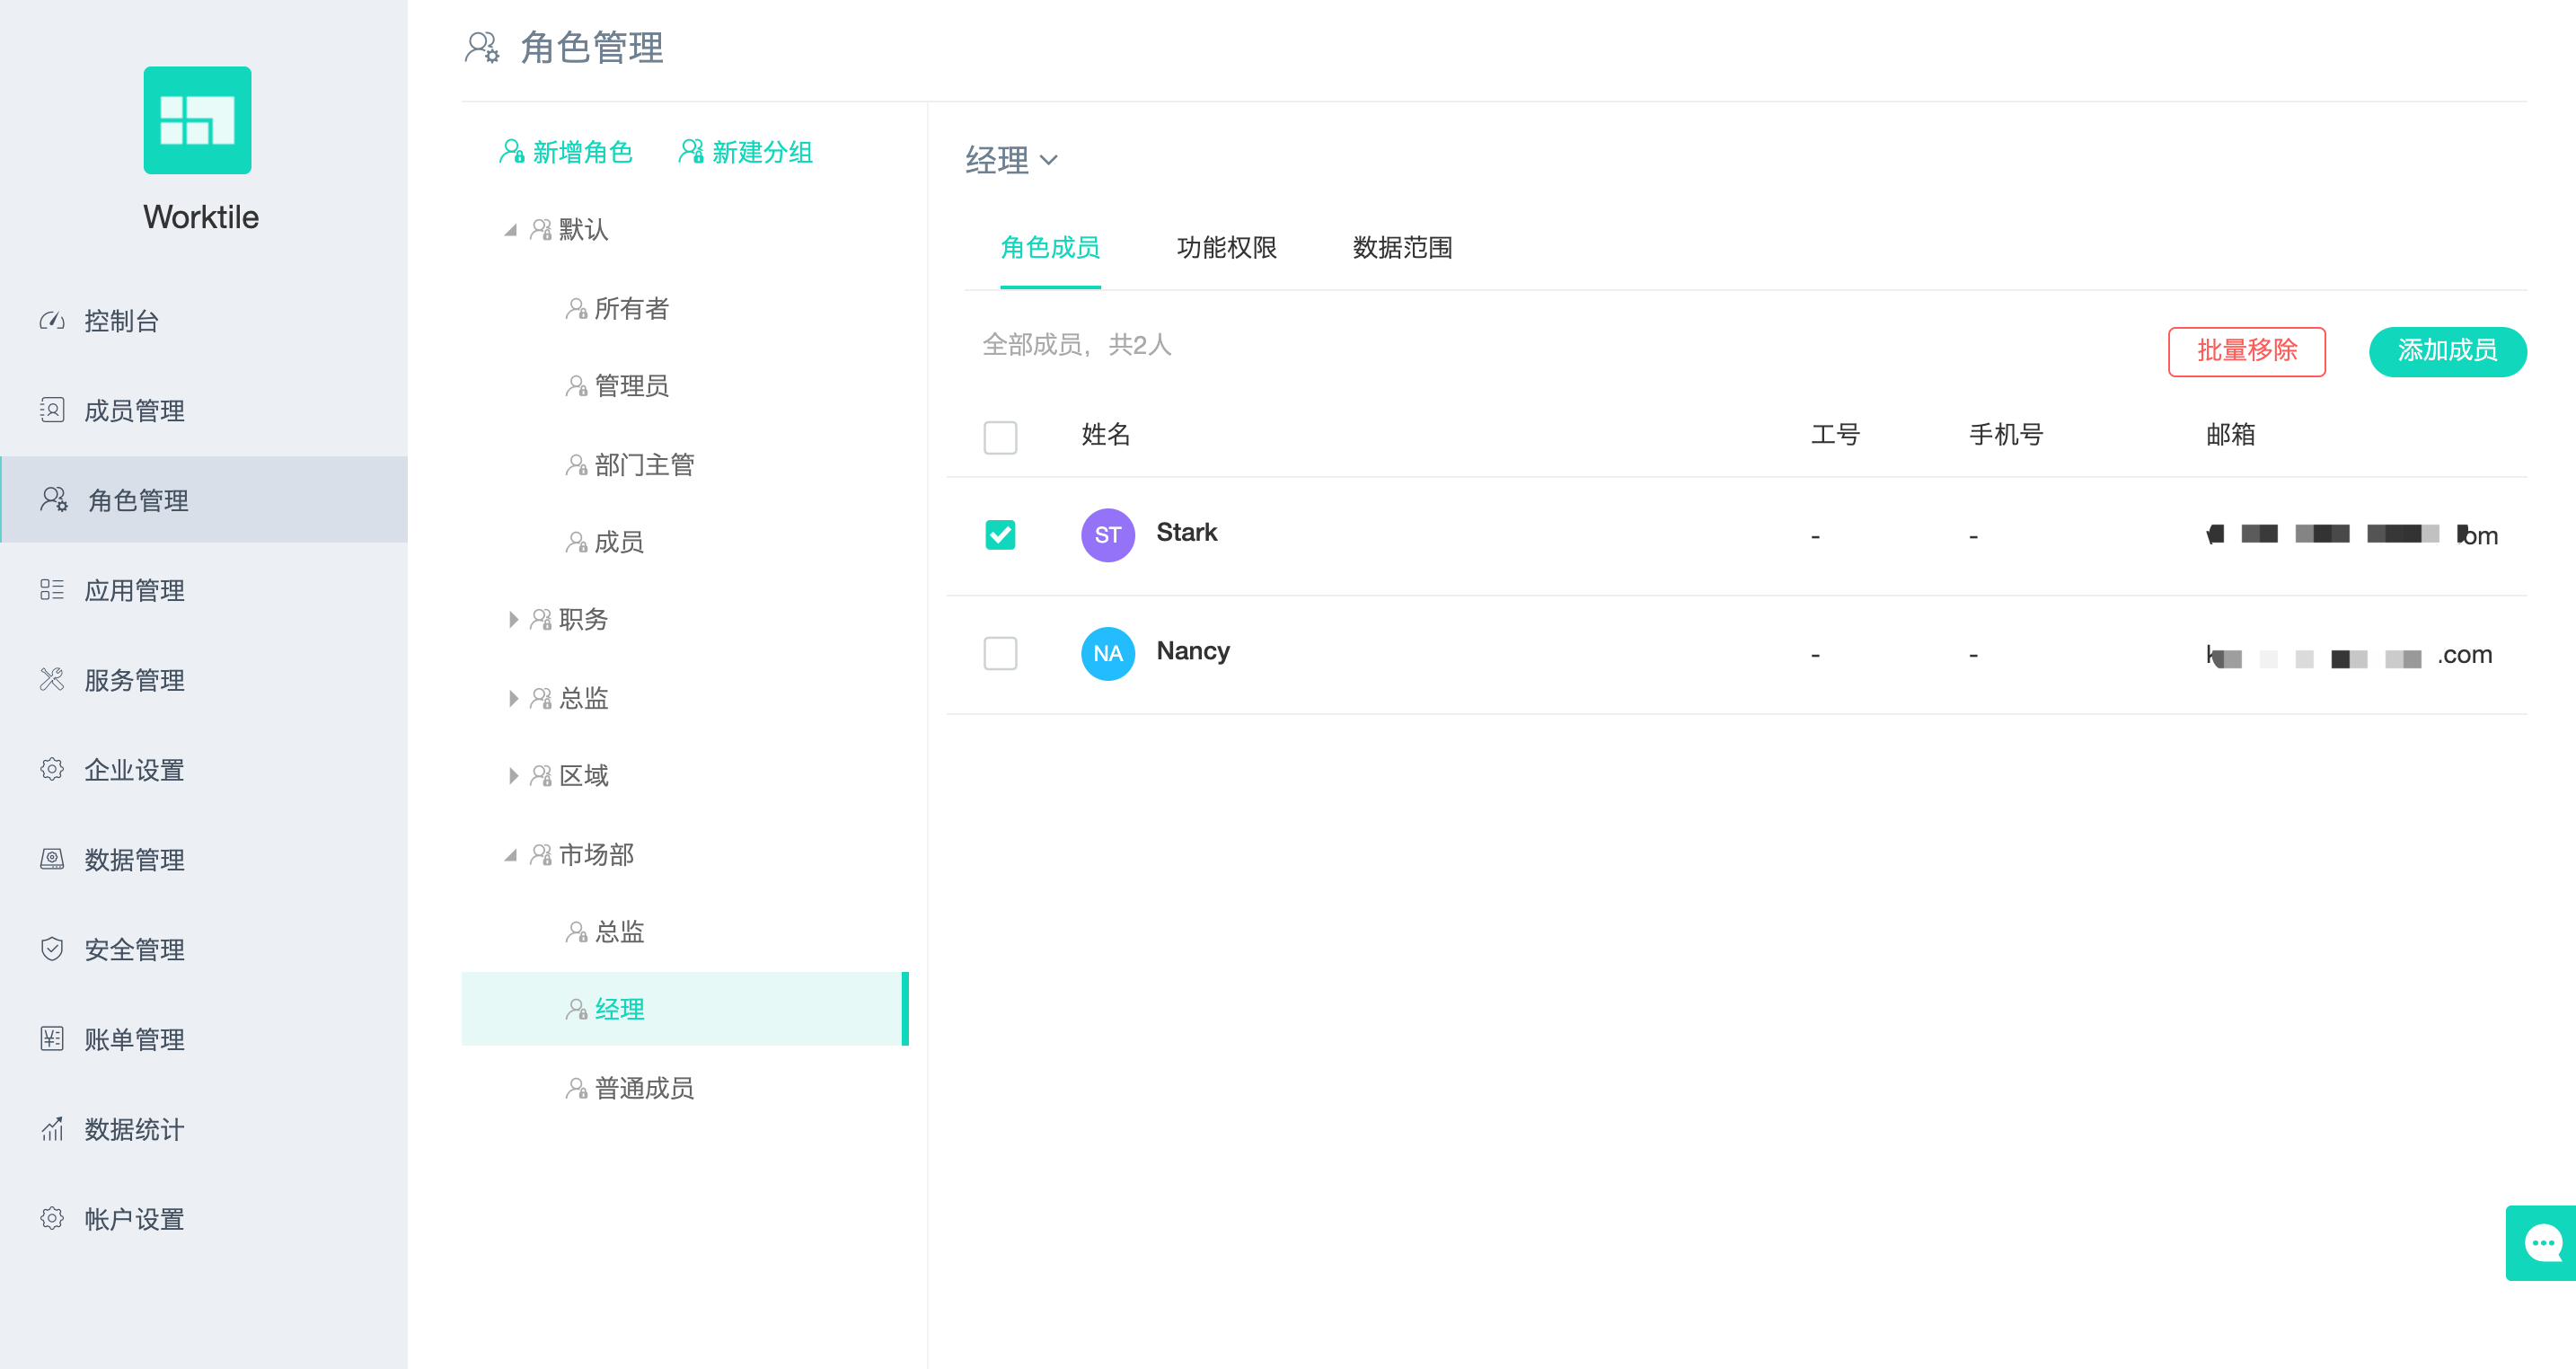 Worktile
控制台
成员管理
角色管理
应用管理
服务管理
企业设置
数据管理
安全管理
账单管理
数据统计
帐户设置
角色管理
新增角色 新建分组
默认
所有者
管理员
部门主管
成员
职务
总监
区域
市场部
总监
经理
普通成员
经理
角色成员 功能权限 数据范围
全部成员，共2人 批量移除 添加成员
姓名 工号 手机号 邮箱
ST Stark - - om
NA Nancy - - .com